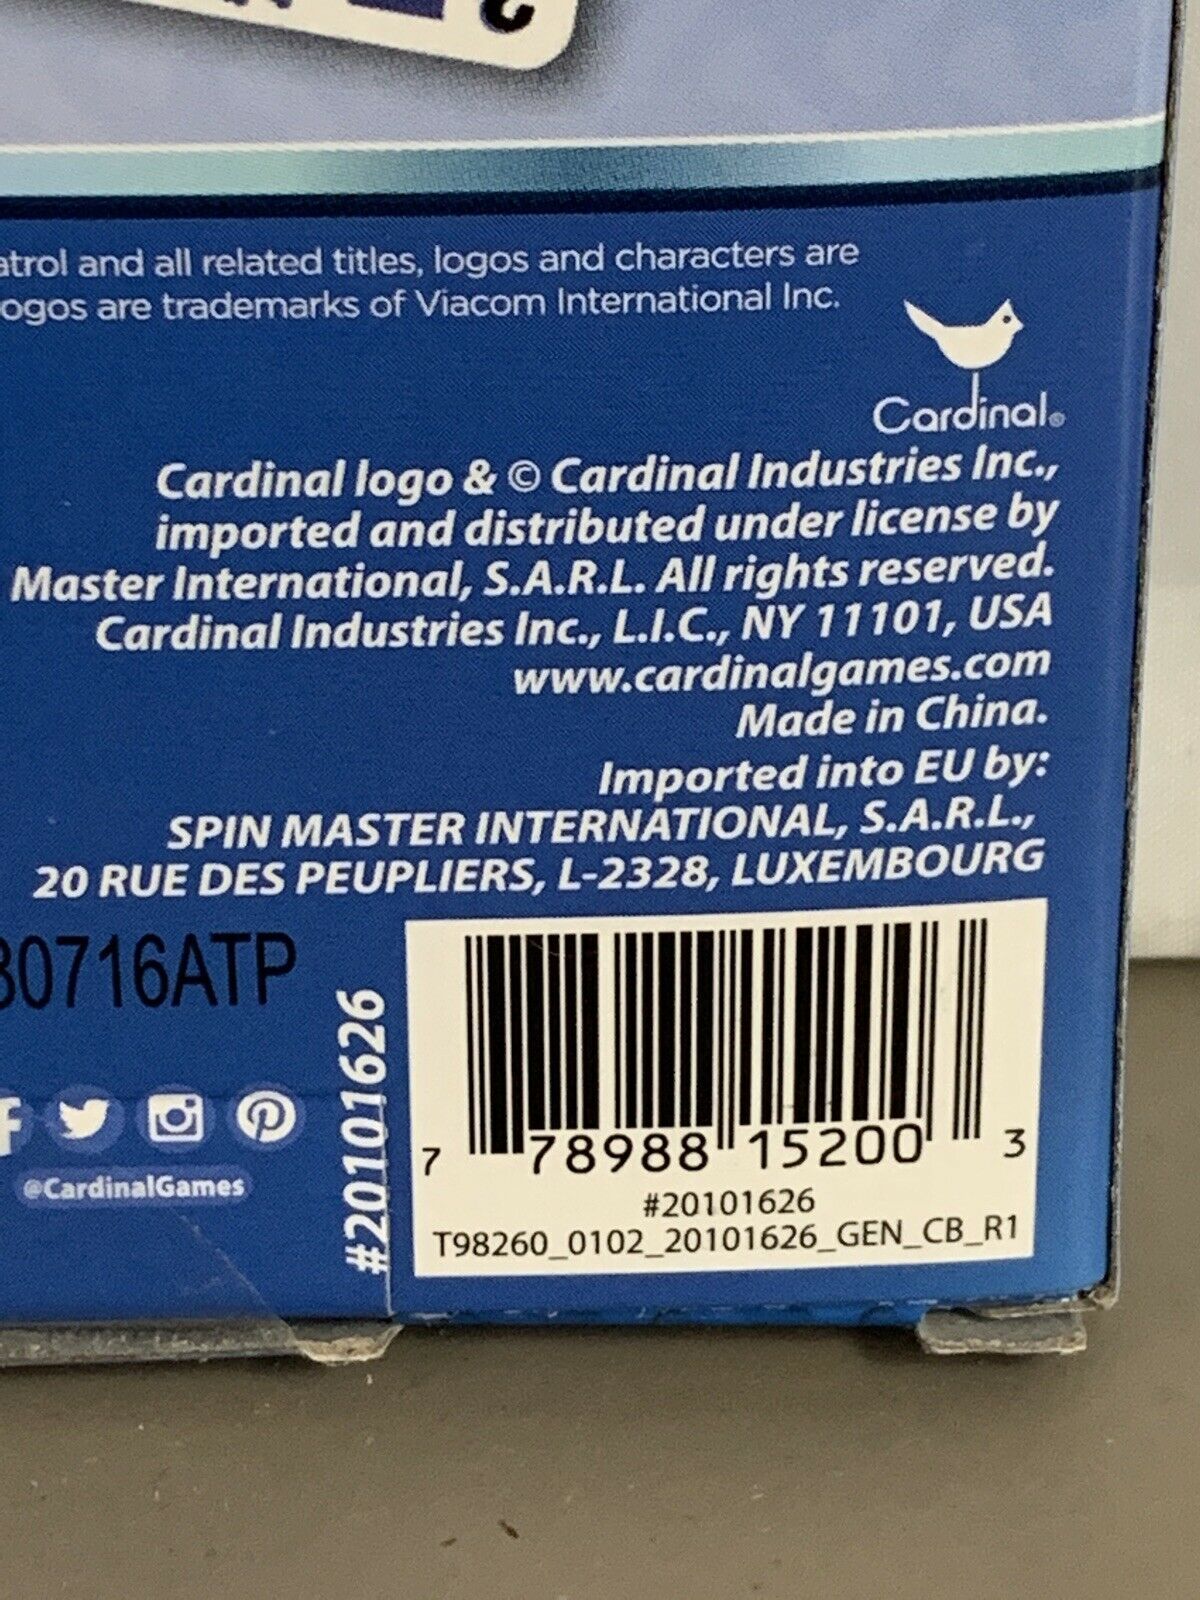 and all related titles, logos and characters are
are trademarks of Viacom International Inc.
Cardinal®
Cardinal logo & © Cardinal Industries Inc.,
imported and distributed under license by
Master International, S.A.R.L. All rights reserved.
Cardinal Industries Inc., L.I.C., NY 11101, USA
www.cardinalgames.com
Made in China.
Imported into EU by:
SPIN MASTER INTERNATIONAL, S.A.R.L.,
20 RUE DES PEUPLIERS, L-2328, LUXEMBOURG
0716ATP
#20101626
@CardinalGames
7 78988 15200 3
#20101626
T98260_0102_20101626_GEN_CB_R1